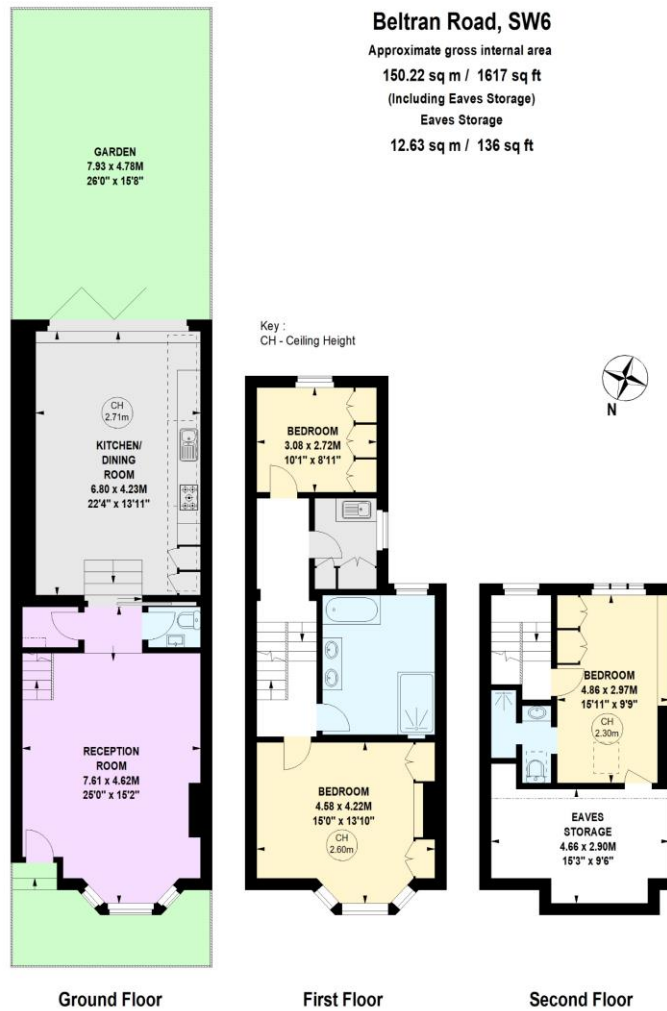 Beltran Road, SW6
Approximate gross internal area
150.22 sq m / 1617 sq ft
(Including Eaves Storage)
Eaves Storage
12.63 sq m / 136 sq ft
GARDEN
7.93 x 4.78M
26'0" x 15'8"
Key :
CH - Ceiling Height
N
CH
2.71m
KITCHEN/
DINING
ROOM
6.80 x 4.23M
22'4" x 13'11"
RECEPTION
ROOM
7.61 x 4.62M
25'0" x 15'2"
BEDROOM
3.08 x 2.72M
10'1" x 8'11"
BEDROOM
4.58 x 4.22M
15'0" x 13'10"
CH
2.60m
BEDROOM
4.86 x 2.97M
15'11" x 9'9"
CH
2.30m
EAVES
STORAGE
4.66 x 2.90M
15'3" x 9'6"
Ground Floor
First Floor
Second Floor